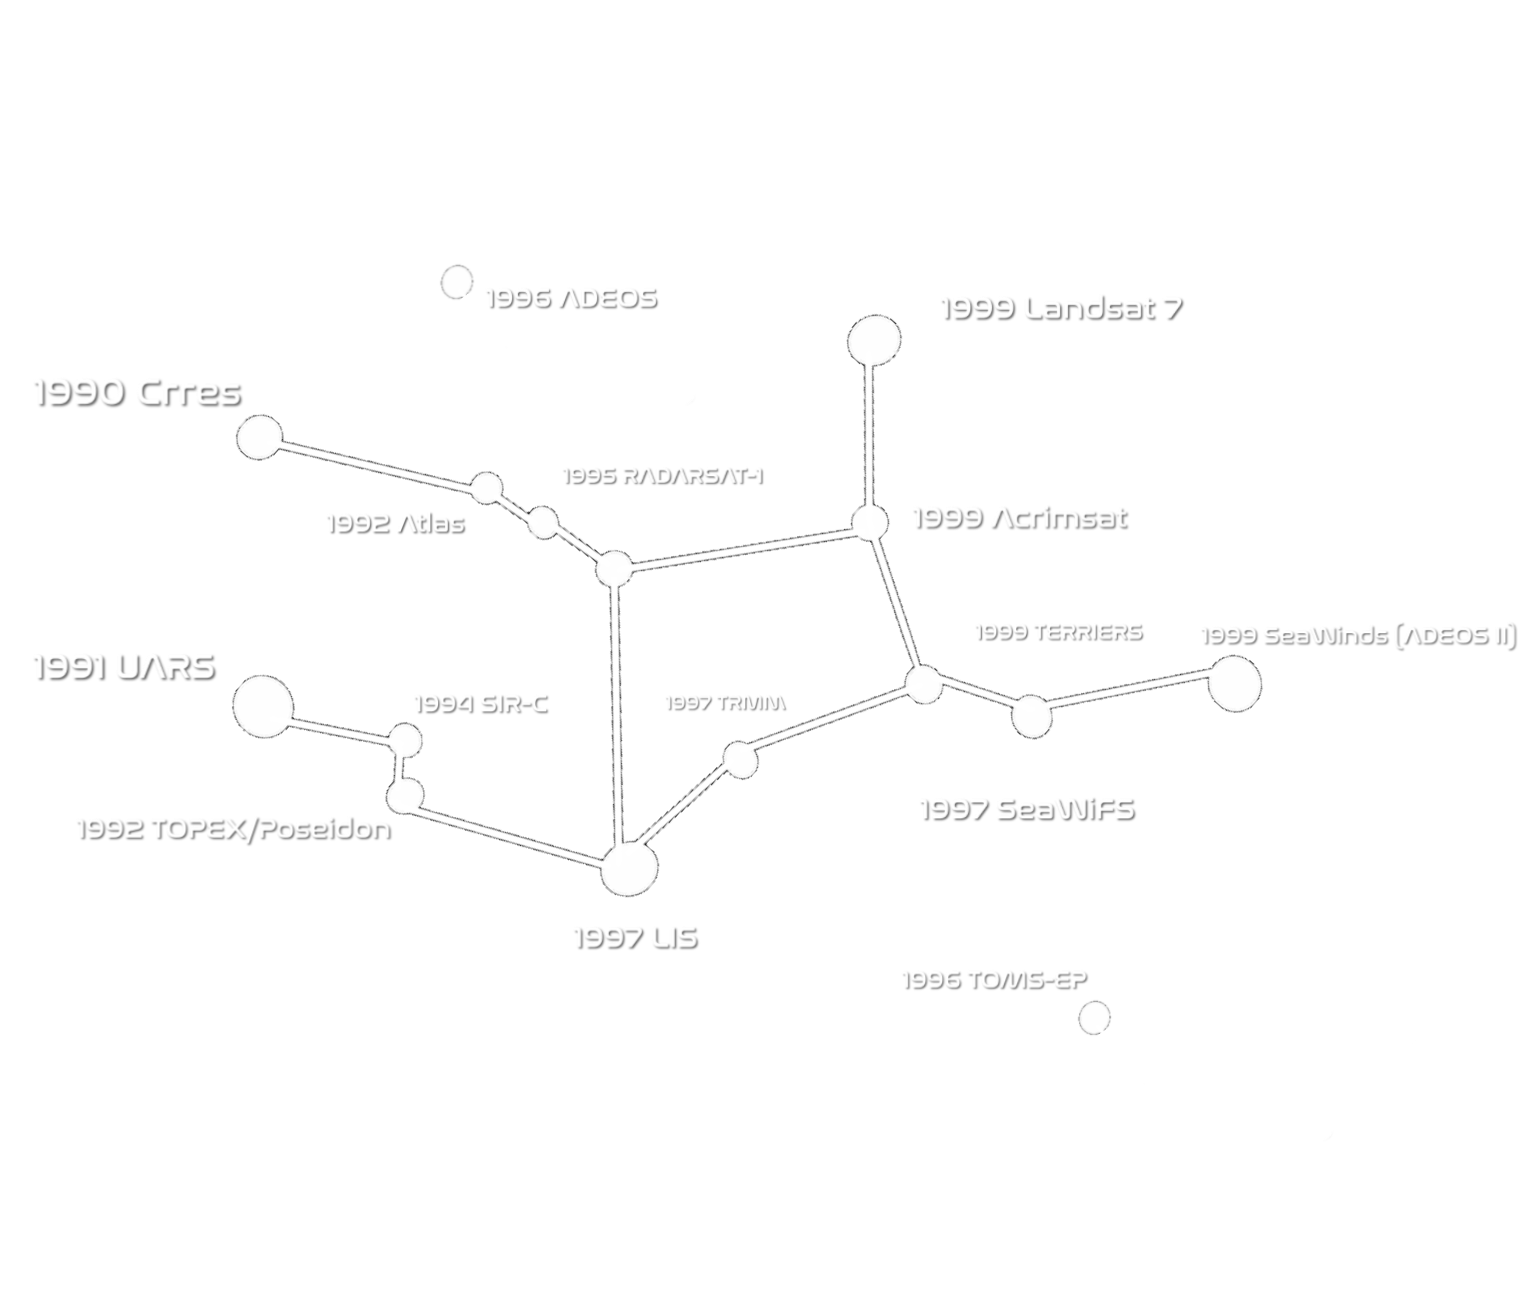 1996 ADEOS
1999 Landsat 7
1990 Crres
1995 RADARSAT-1
1992 Atlas
1999 Acrimsat
1999 TERRIERS
1999 SeaWinds (ADEOS II)
1991 UARS
1994 SIR-C
1997 TRMM
1992 TOPEX/Poseidon
1997 SeaWiFS
1997 LIS
1996 TOMS-EP